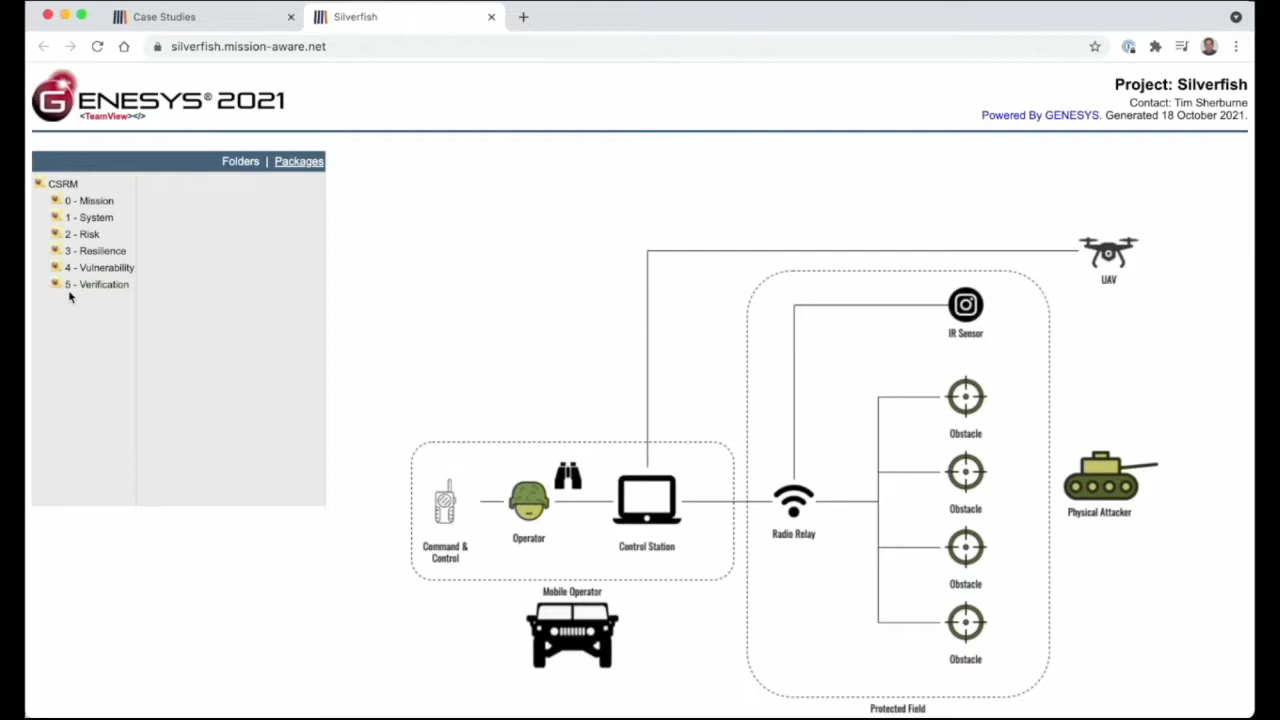 Case Studies
Silverfish
silverfish.mission-aware.net
GENESYS® 2021
<TeamView></>
Project: Silverfish
Contact: Tim Sherburne
Powered By GENESYS. Generated 18 October 2021.
Folders | Packages
CSRM
0 - Mission
1 - System
2 - Risk
3 - Resilience
4 - Vulnerability
5 - Verification
UAV
IR Sensor
Obstacle
Obstacle
Physical Attacker
Radio Relay
Operator
Command &
Control
Control Station
Obstacle
Mobile Operator
Obstacle
Protected Field